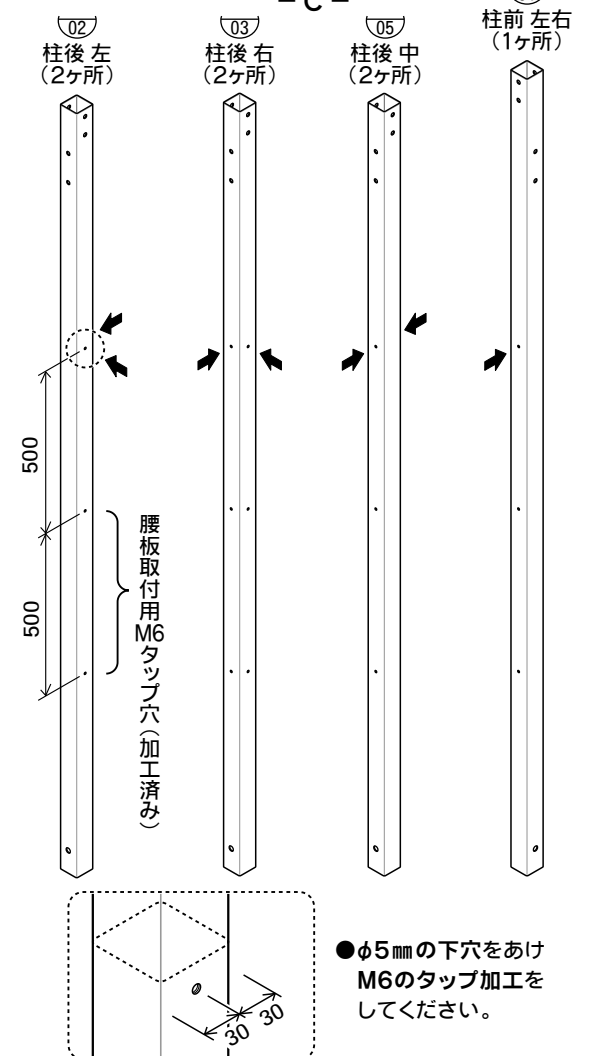 - C -
02
柱後 左
（2ヶ所）
03
柱後 右
（2ヶ所）
05
柱後 中
（2ヶ所）
柱前 左右
（1ヶ所）
500
500
腰板取付用M6タップ穴（加工済み）
30
30
●φ5㎜の下穴をあけ
M6のタップ加工を
してください。